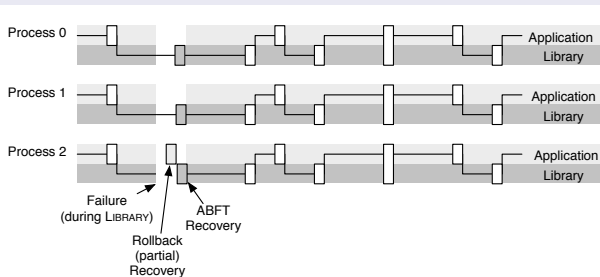 Process 0
Application
Library
Process 1
Application
Library
Process 2
Application
Library
Failure
(during LIBRARY)
Rollback
(partial)
Recovery
ABFT
Recovery